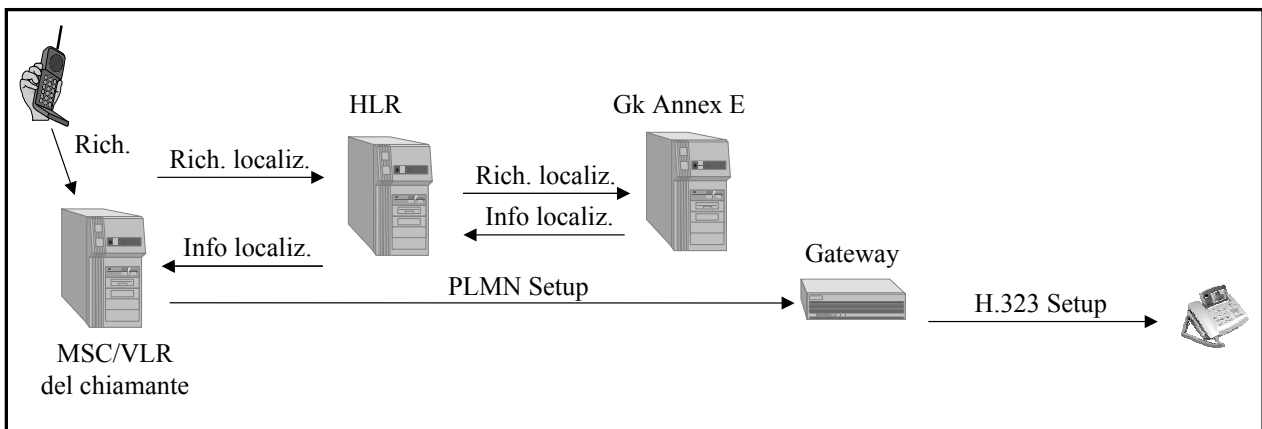 HLR
Gk Annex E
Rich.
Rich. localiz.
Rich. localiz.
Info localiz.
Info localiz.
Gateway
PLMN Setup
H.323 Setup
MSC/VLR
del chiamante